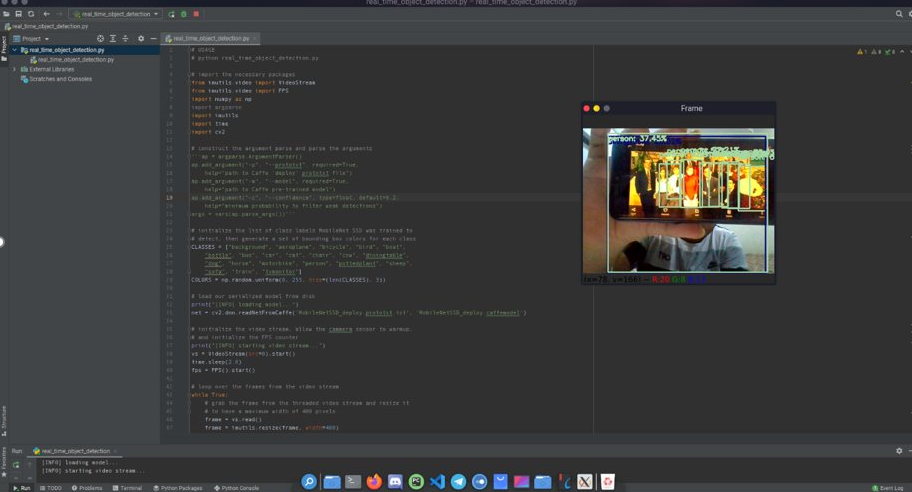 real_time_object_detection.py – real_time_object_detection.py
real_time_object_detection
real_time_object_detection.py
Project
real_time_object_detection.py
real_time_object_detection.py
real_time_object_detection.py
External Libraries
Scratches and Consoles
# USAGE
# python real_time_object_detection.py
# import the necessary packages
from imutils.video import VideoStream
from imutils.video import FPS
import numpy as np
import argparse
import imutils
import time
import cv2
# construct the argument parse and parse the arguments
'''ap = argparse.ArgumentParser()
ap.add_argument("-p", "--prototxt", required=True,
help="path to Caffe 'deploy' prototxt file")
ap.add_argument("-m", "--model", required=True,
help="path to Caffe pre-trained model")
ap.add_argument("-c", "--confidence", type=float, default=0.2,
help="minimum probability to filter weak detections")
args = vars(ap.parse_args())'''
# initialize the list of class labels MobileNet SSD was trained to
# detect, then generate a set of bounding box colors for each class
CLASSES = ["background", "aeroplane", "bicycle", "bird", "boat",
"bottle", "bus", "car", "cat", "chair", "cow", "diningtable",
"dog", "horse", "motorbike", "person", "pottedplant", "sheep",
"sofa", "train", "tvmonitor"]
COLORS = np.random.uniform(0, 255, size=(len(CLASSES), 3))
# load our serialized model from disk
print("[INFO] loading model...")
net = cv2.dnn.readNetFromCaffe('MobileNetSSD_deploy.prototxt.txt', 'MobileNetSSD_deploy.caffemodel')
# initialize the video stream, allow the cammera sensor to warmup,
# and initialize the FPS counter
print("[INFO] starting video stream...")
vs = VideoStream(src=0).start()
time.sleep(2.0)
fps = FPS().start()
# loop over the frames from the video stream
while True:
# grab the frame from the threaded video stream and resize it
# to have a maximum width of 400 pixels
frame = vs.read()
frame = imutils.resize(frame, width=400)
Frame
person: 37.45%
R:20 G:8
Structure
Favorites
Run:
real_time_object_detection
[INFO] loading model...
[INFO] starting video stream...
Run
TODO
Problems
Terminal
Python Packages
Python Console
Event Log